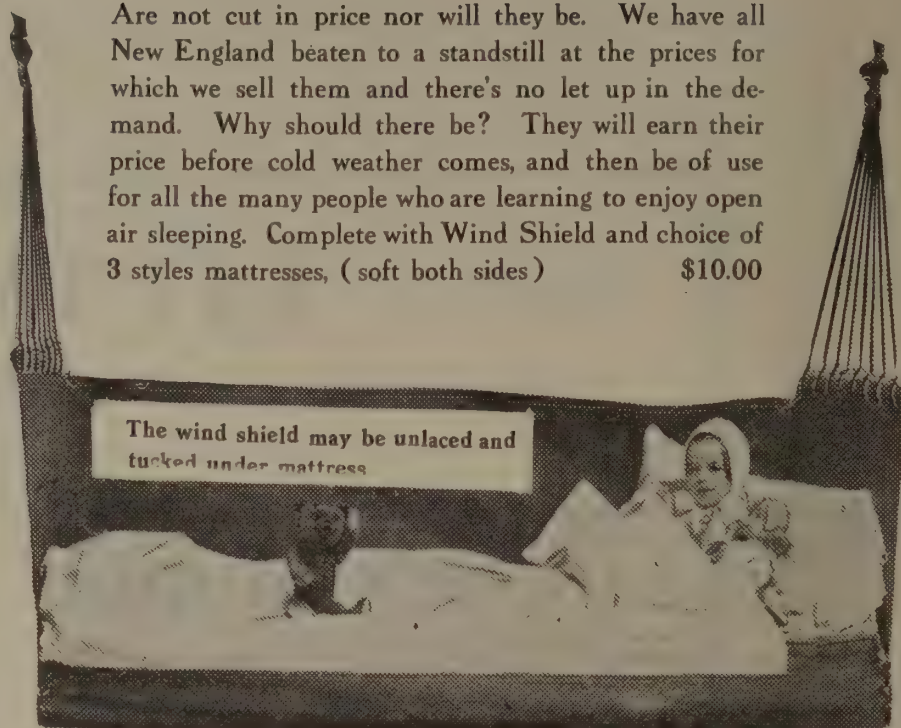 Are not cut in price nor will they be. We have all
New England beaten to a standstill at the prices for
which we sell them and there's no let up in the de-
mand. Why should there be? They will earn their
price before cold weather comes, and then be of use
for all the many people who are learning to enjoy open
air sleeping. Complete with Wind Shield and choice of
3 styles mattresses, (soft both sides) $10.00
The wind shield may be unlaced and
tucked under mattress